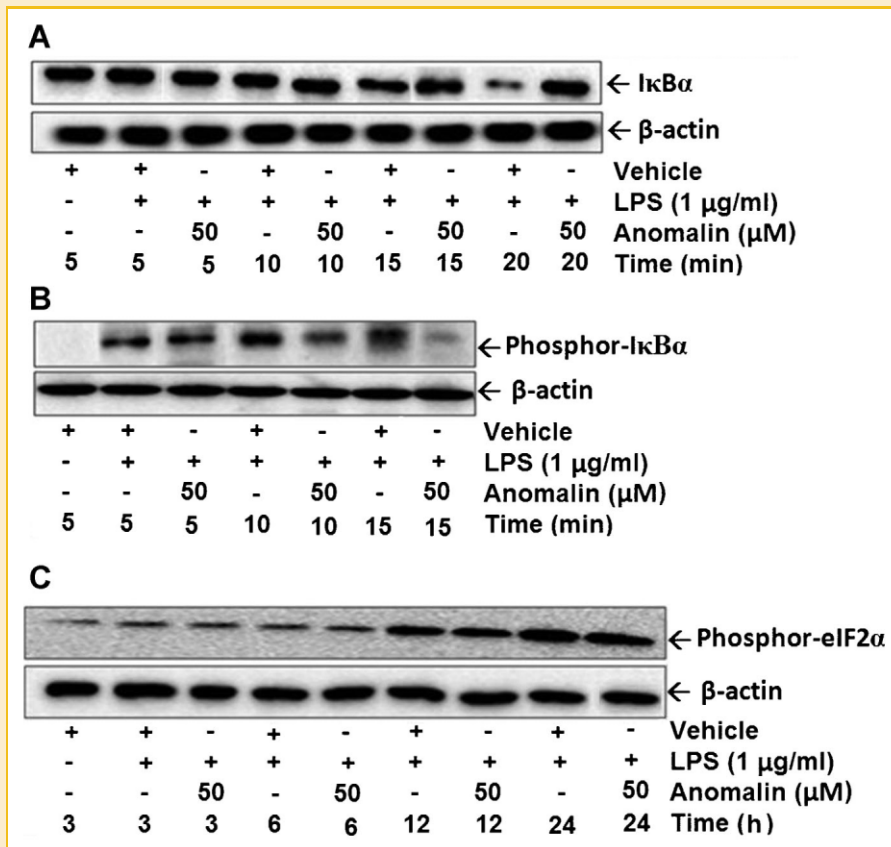 A
← IκBα
← β-actin
+ + - + - + - + - Vehicle
- + + + + + + + + LPS (1 µg/ml)
- - 50 - 50 - 50 - 50 Anomalin (µM)
5 5 5 10 10 15 15 20 20 Time (min)
B
← Phosphor-IκBα
← β-actin
+ + - + - + - Vehicle
- + + + + + + LPS (1 µg/ml)
- - 50 - 50 - 50 Anomalin (µM)
5 5 5 10 10 15 15 Time (min)
C
← Phosphor-eIF2α
← β-actin
+ + - + - + - + - Vehicle
- + + + + + + + + LPS (1 µg/ml)
- - 50 - 50 - 50 - 50 Anomalin (µM)
3 3 3 6 6 12 12 24 24 Time (h)